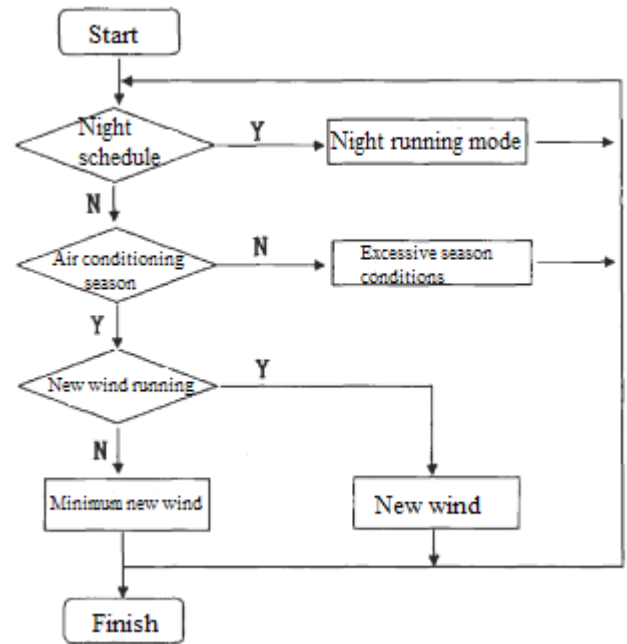 Start
Night
schedule
Y
Night running mode
N
Air conditioning
season
N
Excessive season
conditions
Y
New wind running
Y
N
Minimum new wind
New wind
Finish